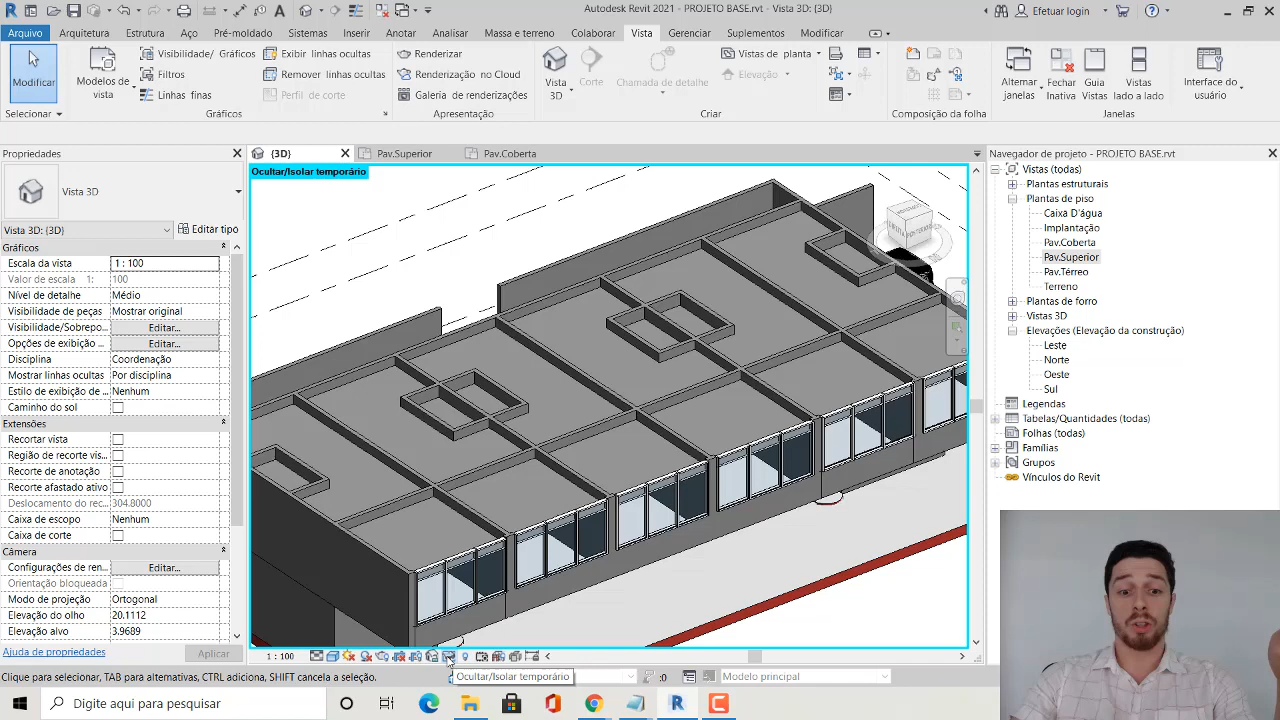 Autodesk Revit 2021 - PROJETO BASE.rvt - Vista 3D: {3D}
Efetuar login
Arquivo Arquitetura Estrutura Aço Pré-moldado Sistemas Inserir Anotar Analisar Massa e terreno Colaborar Vista Gerenciar Suplementos Modificar
Modificar
Modelos de vista
Visibilidade/ Gráficos
Filtros
Linhas finas
Exibir linhas ocultas
Remover linhas ocultas
Perfil de corte
Renderizar
Renderização no Cloud
Galeria de renderizações
Vista 3D
Corte
Chamada de detalhe
Vistas de planta
Elevação
Alternar janelas
Fechar Inativa
Guia Vistas
Vistas lado a lado
Interface do usuário
Selecionar Gráficos Apresentação Criar Composição da folha Janelas
Propriedades
{3D} Pav.Superior Pav.Coberta
Navegador de projeto - PROJETO BASE.rvt
Vista 3D
Vista 3D: {3D} Editar tipo
Gráficos
Escala da vista 1 : 100
Valor de escala 1: 100
Nível de detalhe Médio
Visibilidade de peças Mostrar original
Visibilidade/Sobrepo... Editar...
Opções de exibição ... Editar...
Disciplina Coordenação
Mostrar linhas ocultas Por disciplina
Estilo de exibição de ... Nenhum
Caminho do sol
Extensões
Recortar vista
Região de recorte vis...
Recorte de anotação
Recorte afastado ativo
Deslocamento do rec... 304.8000
Caixa de escopo Nenhum
Caixa de corte
Câmera
Configurações de ren... Editar...
Orientação bloqueada
Modo de projeção Ortogonal
Elevação do olho 20.1112
Elevação alvo 3.9689
Ajuda de propriedades Aplicar
Ocultar/Isolar temporário
Vistas (todas)
Plantas estruturais
Plantas de piso
Caixa D'água
Implantação
Pav.Coberta
Pav.Superior
Pav.Térreo
Terreno
Plantas de forro
Vistas 3D
Elevações (Elevação da construção)
Leste
Norte
Oeste
Sul
Legendas
Tabelas/Quantidades (todas)
Folhas (todas)
Famílias
Grupos
Vínculos do Revit
1 : 100
Clique para selecionar, TAB para alternativas, CTRL adiciona, SHIFT cancela a seleção.
Ocultar/Isolar temporário
:0
Modelo principal
Digite aqui para pesquisar